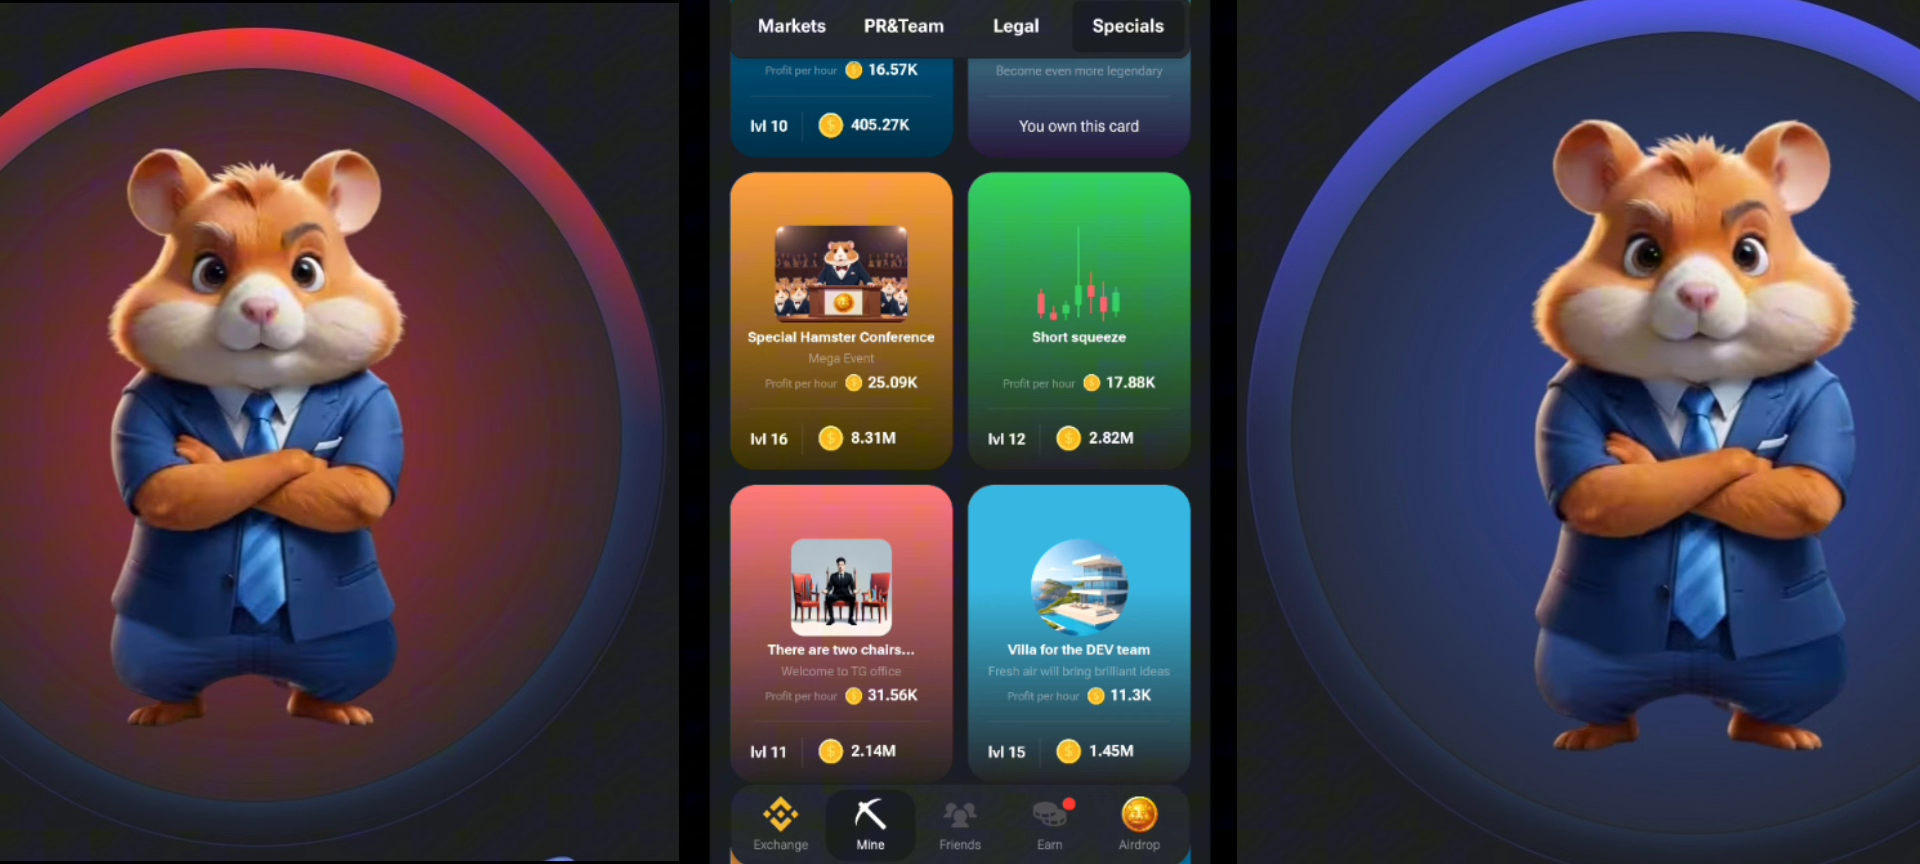 Markets PR&Team Legal Specials
Profit per hour 16.57K
lvl 10 405.27K
Become even more legendary
You own this card
Special Hamster Conference
Mega Event
Profit per hour 25.09K
lvl 16 8.31M
Short squeeze
Profit per hour 17.88K
lvl 12 2.82M
There are two chairs...
Welcome to TG office
Profit per hour 31.56K
lvl 11 2.14M
Villa for the DEV team
Fresh air will bring brilliant ideas
Profit per hour 11.3K
lvl 15 1.45M
Exchange Mine Friends Earn Airdrop